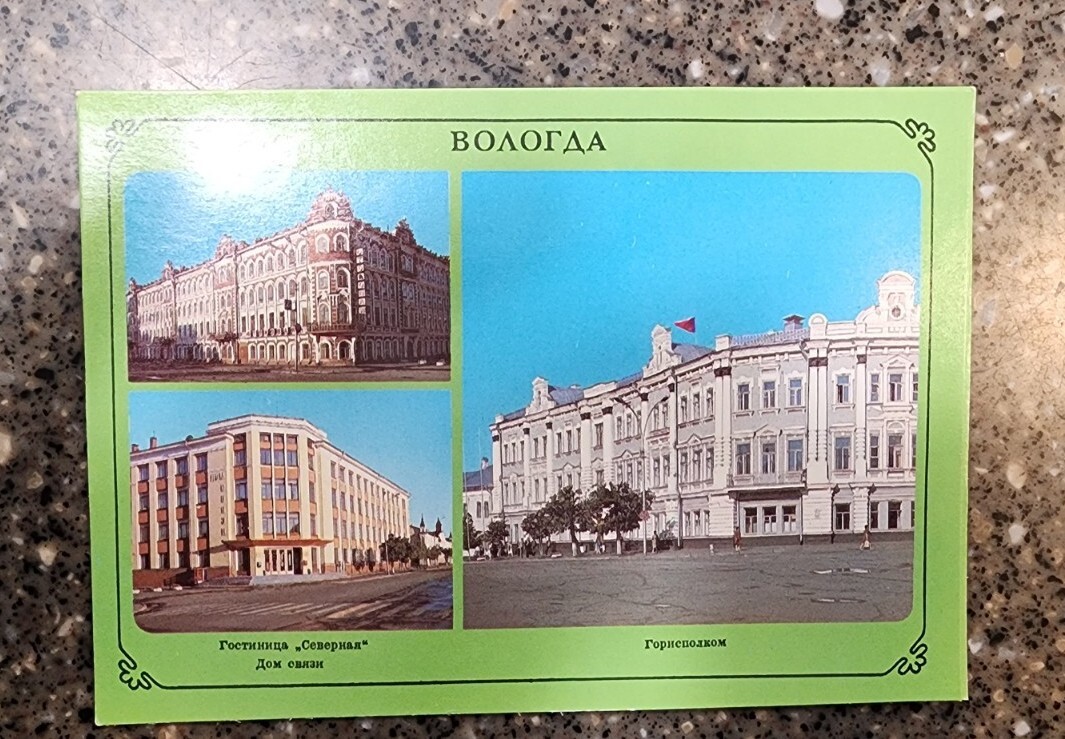 ВОЛОГДА
Гостиница „Северная“
Дом связи
Горисполком